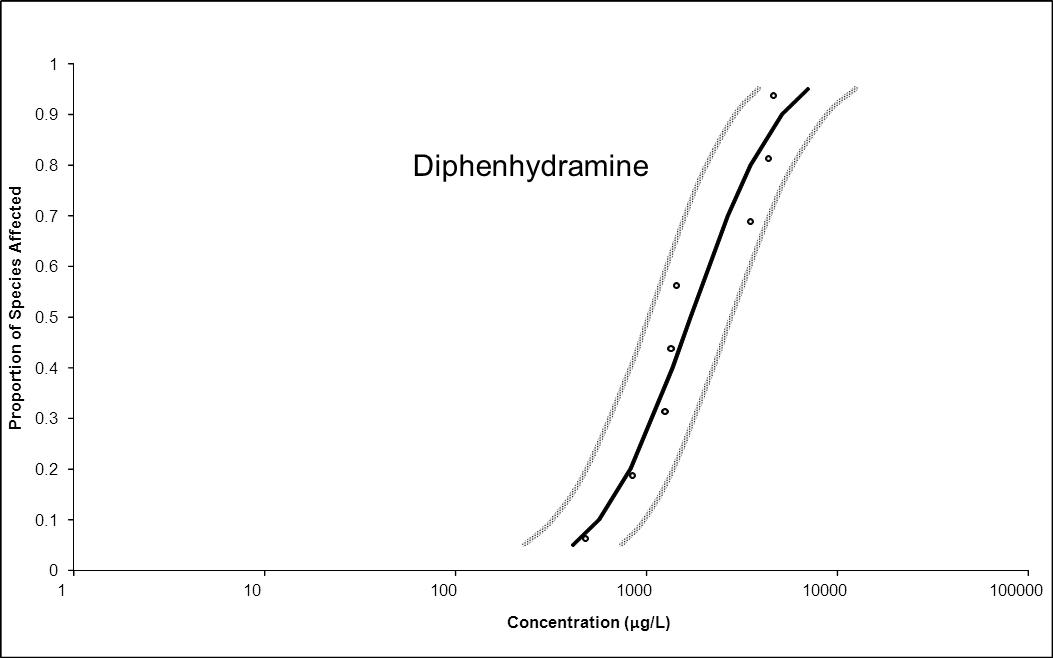 1
0.9
0.8
Diphenhydramine
0.7
0.6
0.5
0.4
0.3
0.2
0.1
0
Proportion of Species Affected
1 10 100 1000 10000 100000
Concentration (µg/L)